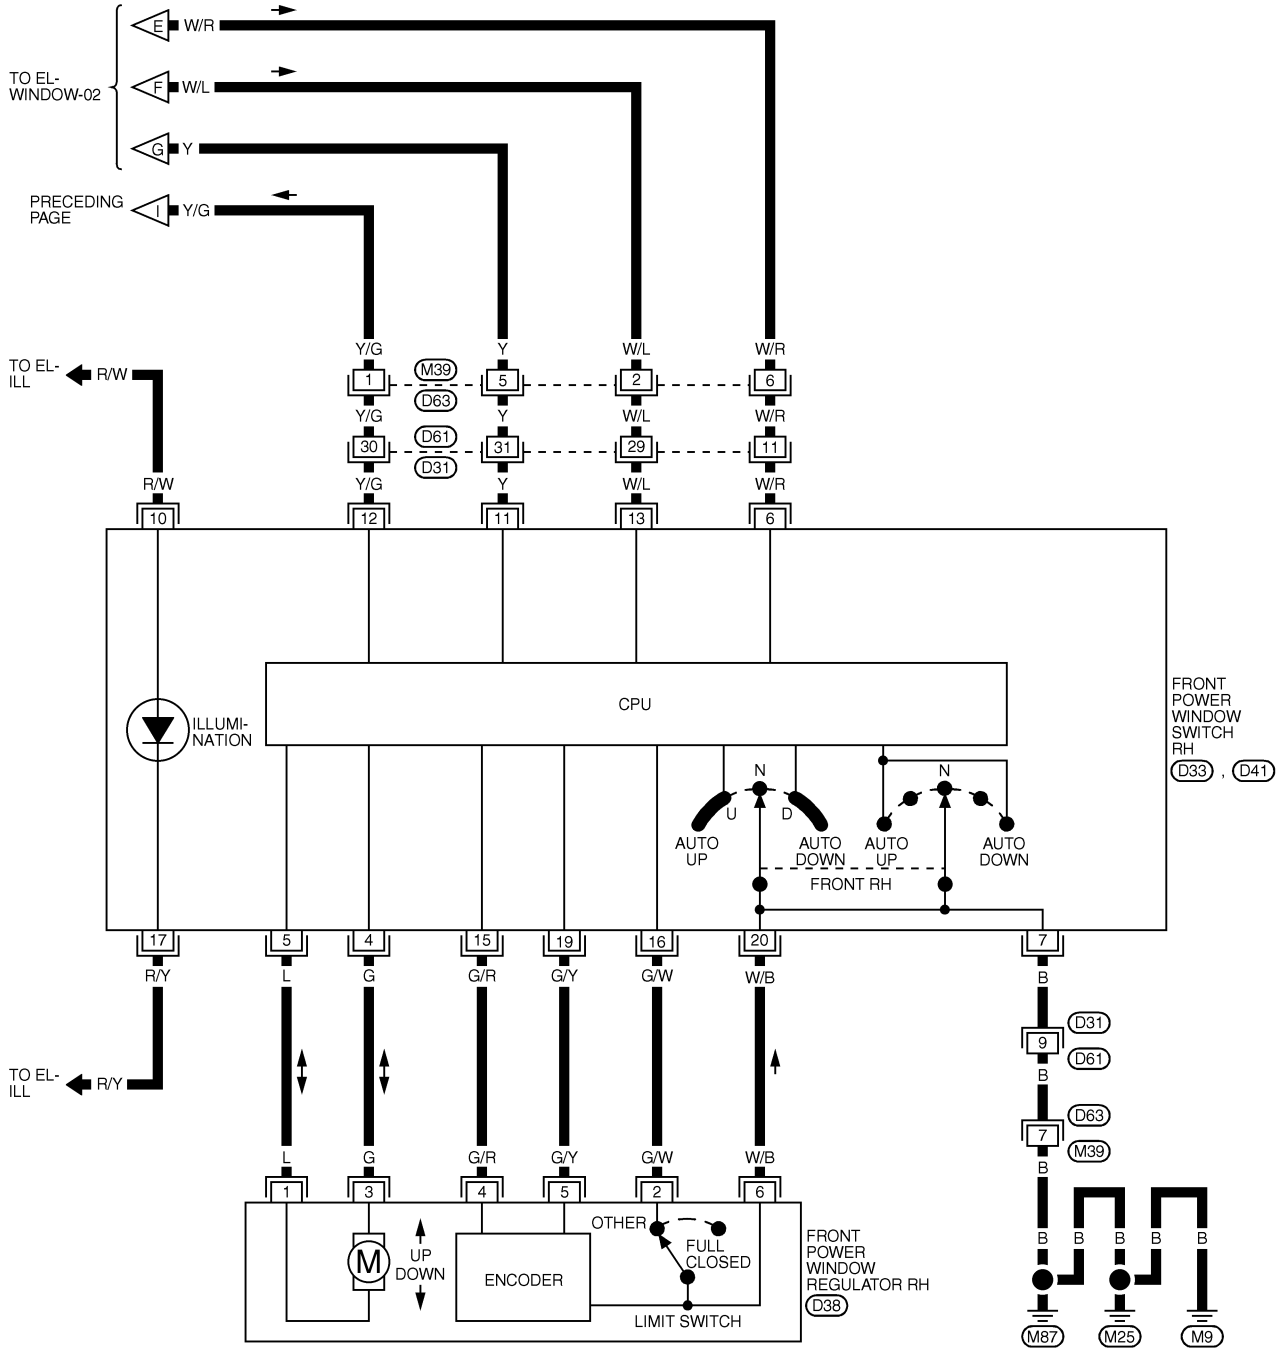 E W/R
TO EL-
WINDOW-02
F W/L
G Y
PRECEDING
PAGE
I Y/G
Y/G Y W/L W/R
TO EL-
ILL
R/W
1 M39 5 2 6
D63
Y/G Y W/L W/R
30 D61 31 29 11
D31
R/W Y/G Y W/L W/R
10 12 11 13 6
CPU
ILLUMI-
NATION
FRONT
POWER
WINDOW
SWITCH
RH
D33 , D41
N N
U D
AUTO
UP
AUTO
DOWN
AUTO
UP
AUTO
DOWN
FRONT RH
17 5 4 15 19 16 20 7
R/Y L G G/R G/Y G/W W/B B
D31
9
D61
B
TO EL-
ILL
R/Y
D63
7
M39
B
L G G/R G/Y G/W W/B
1 3 4 5 2 6
M
UP
DOWN
ENCODER
OTHER
FULL
CLOSED
LIMIT SWITCH
FRONT
POWER
WINDOW
REGULATOR RH
D38
B B B B B
M87 M25 M9